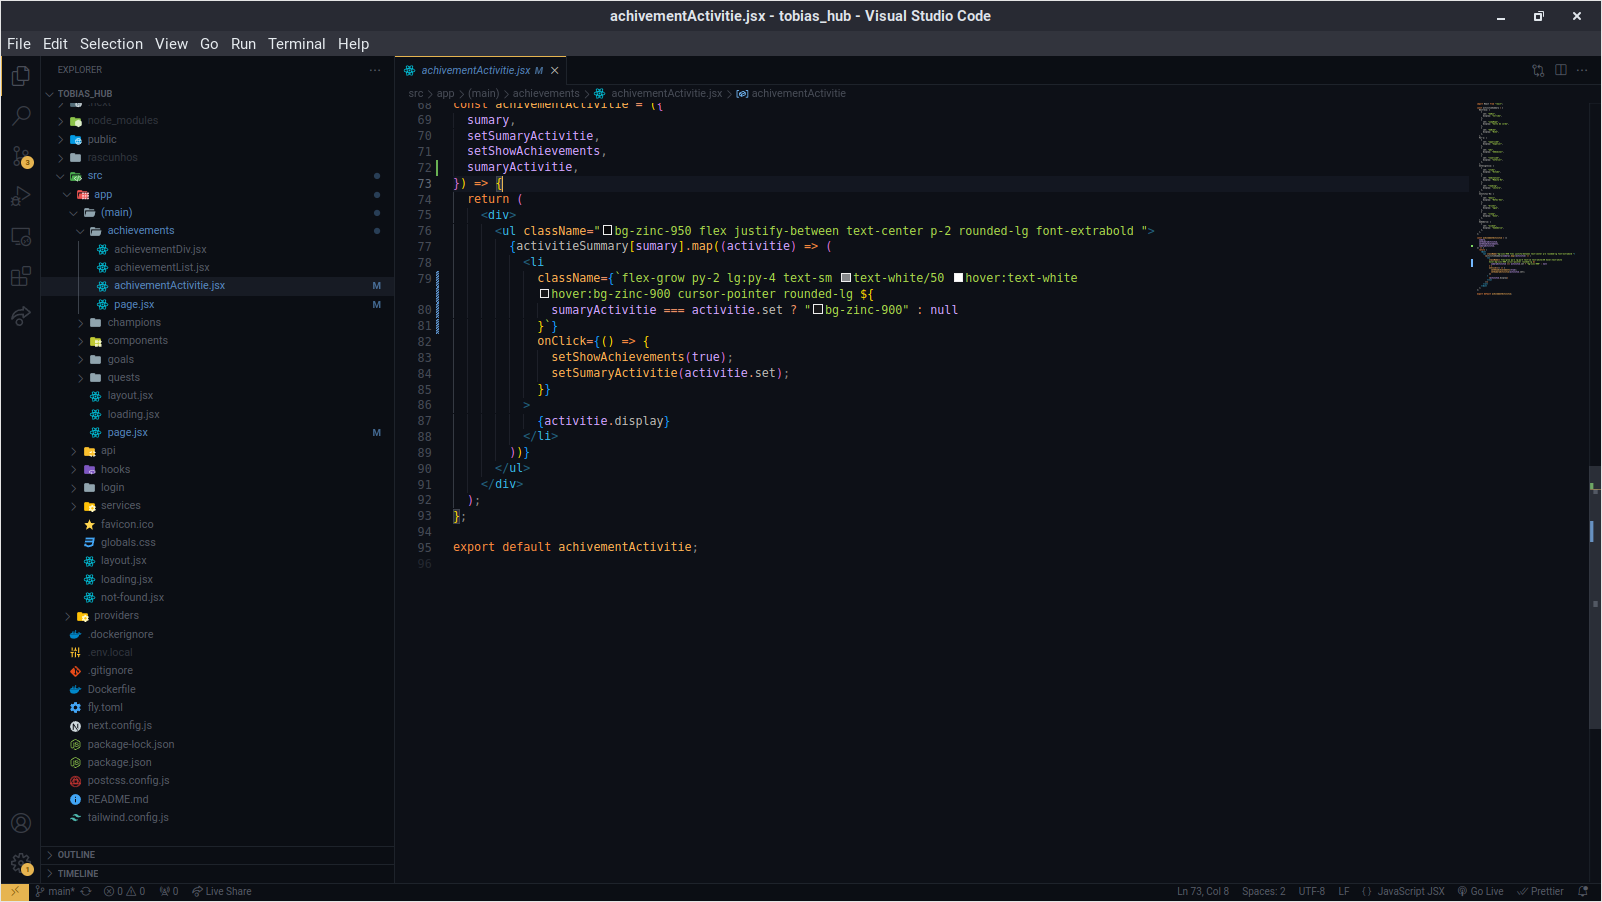 achivementActivitie.jsx - tobias_hub - Visual Studio Code
File Edit Selection View Go Run Terminal Help
EXPLORER
TOBIAS_HUB
.next
node_modules
public
rascunhos
src
app
(main)
achievements
achievementDiv.jsx
achievementList.jsx
achivementActivitie.jsx M
page.jsx M
champions
components
goals
quests
layout.jsx
loading.jsx
page.jsx M
api
hooks
login
services
favicon.ico
globals.css
layout.jsx
loading.jsx
not-found.jsx
providers
.dockerignore
.env.local
.gitignore
Dockerfile
fly.toml
next.config.js
package-lock.json
package.json
postcss.config.js
README.md
tailwind.config.js
OUTLINE
TIMELINE
3
1
achivementActivitie.jsx M
src > app > (main) > achievements > achivementActivitie.jsx > achivementActivitie
68 const achivementActivitie = ({
69 sumary,
70 setSumaryActivitie,
71 setShowAchievements,
72 sumaryActivitie,
73 }) => {
74 return (
75 <div>
76 <ul className="bg-zinc-950 flex justify-between text-center p-2 rounded-lg font-extrabold ">
77 {activitieSummary[sumary].map((activitie) => (
78 <li
79 className={`flex-grow py-2 lg:py-4 text-sm text-white/50 hover:text-white
hover:bg-zinc-900 cursor-pointer rounded-lg ${
80 sumaryActivitie === activitie.set ? "bg-zinc-900" : null
81 }`}
82 onClick={() => {
83 setShowAchievements(true);
84 setSumaryActivitie(activitie.set);
85 }}
86 >
87 {activitie.display}
88 </li>
89 ))}
90 </ul>
91 </div>
92 );
93 };
94
95 export default achivementActivitie;
96
main* 0 0 0 Live Share
Ln 73, Col 8 Spaces: 2 UTF-8 LF {} JavaScript JSX Go Live Prettier